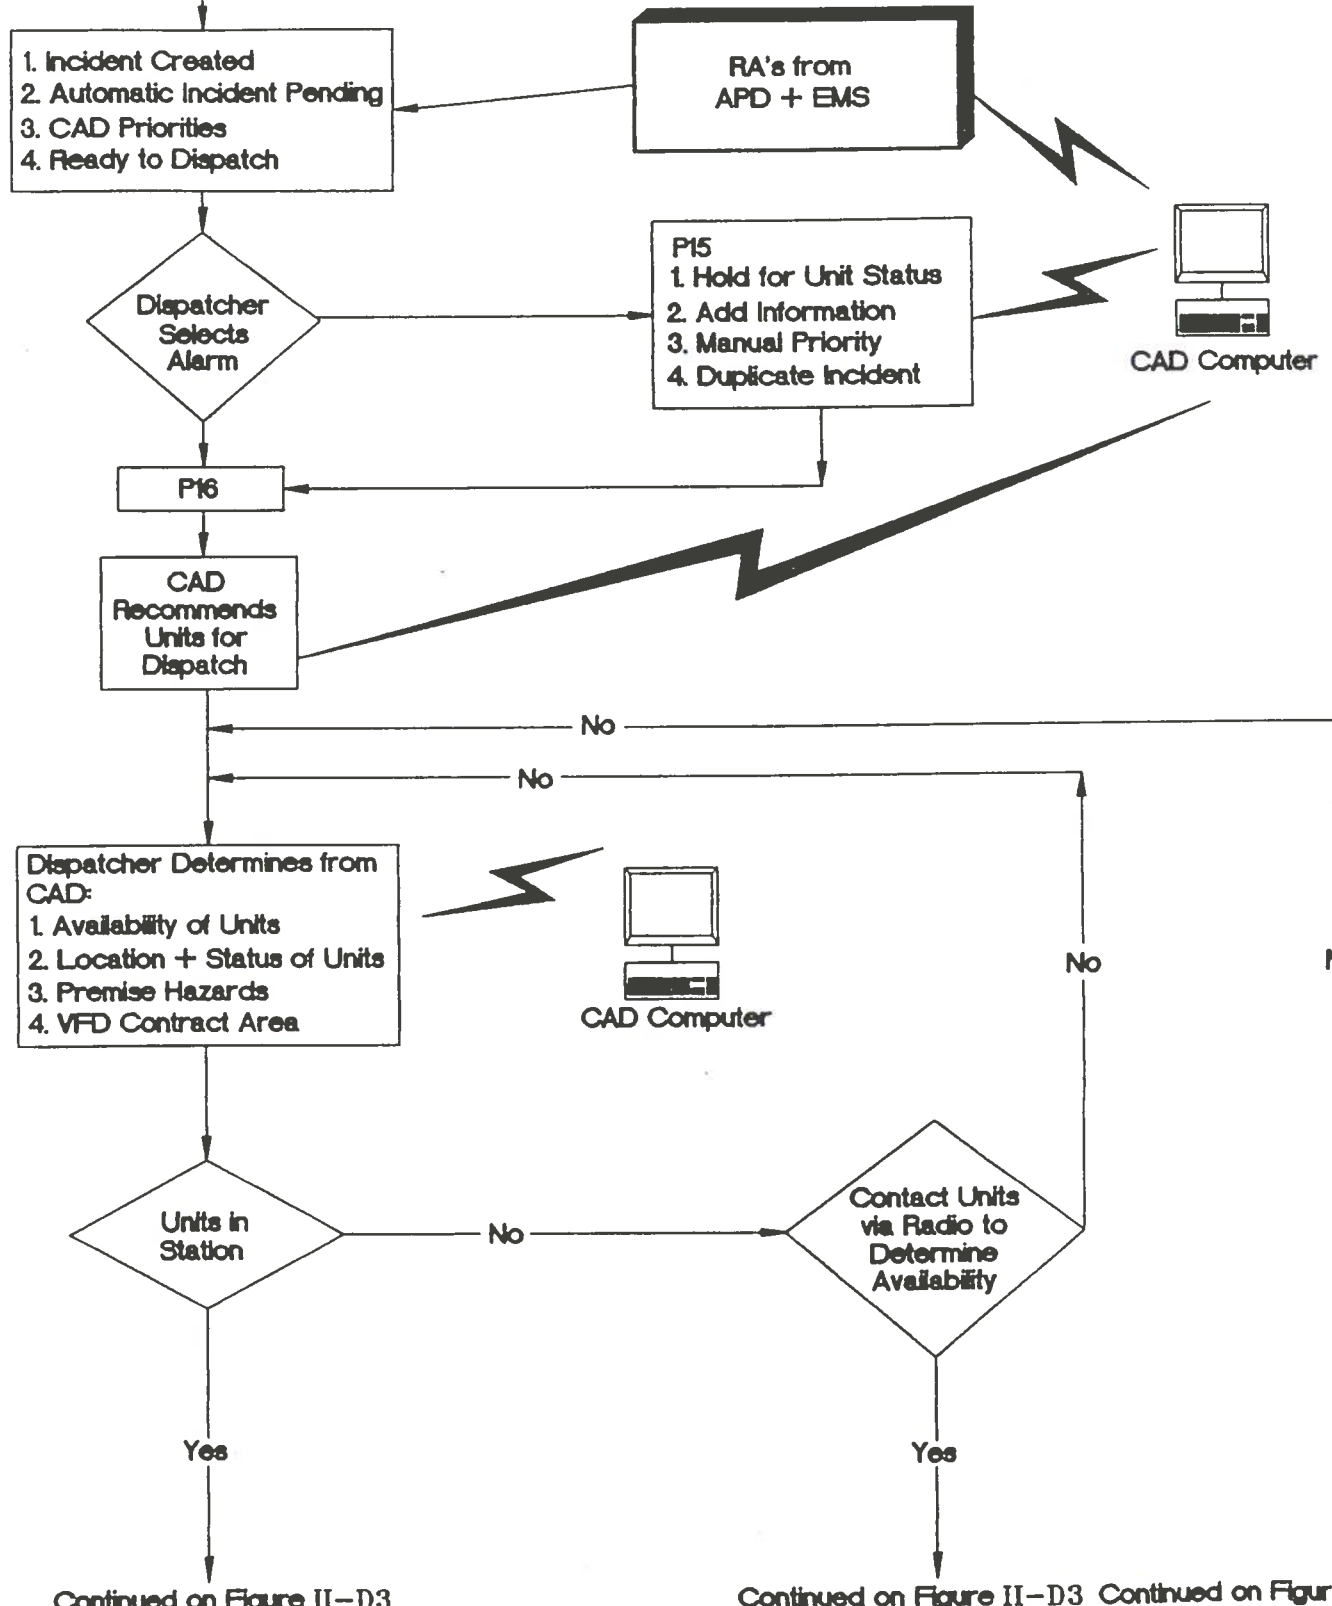 1. Incident Created
2. Automatic Incident Pending
3. CAD Priorities
4. Ready to Dispatch
RA's from
APD + EMS
Dispatcher
Selects
Alarm
P15
1. Hold for Unit Status
2. Add Information
3. Manual Priority
4. Duplicate Incident
CAD Computer
P16
CAD
Recommends
Units for
Dispatch
No
No
Dispatcher Determines from
CAD:
1. Availability of Units
2. Location + Status of Units
3. Premise Hazards
4. VFD Contract Area
CAD Computer
No
Units in
Station
No
Contact Units
via Radio to
Determine
Availability
Yes
Yes
Continued on Figure II-D3
Continued on Figure II-D3
Continued on